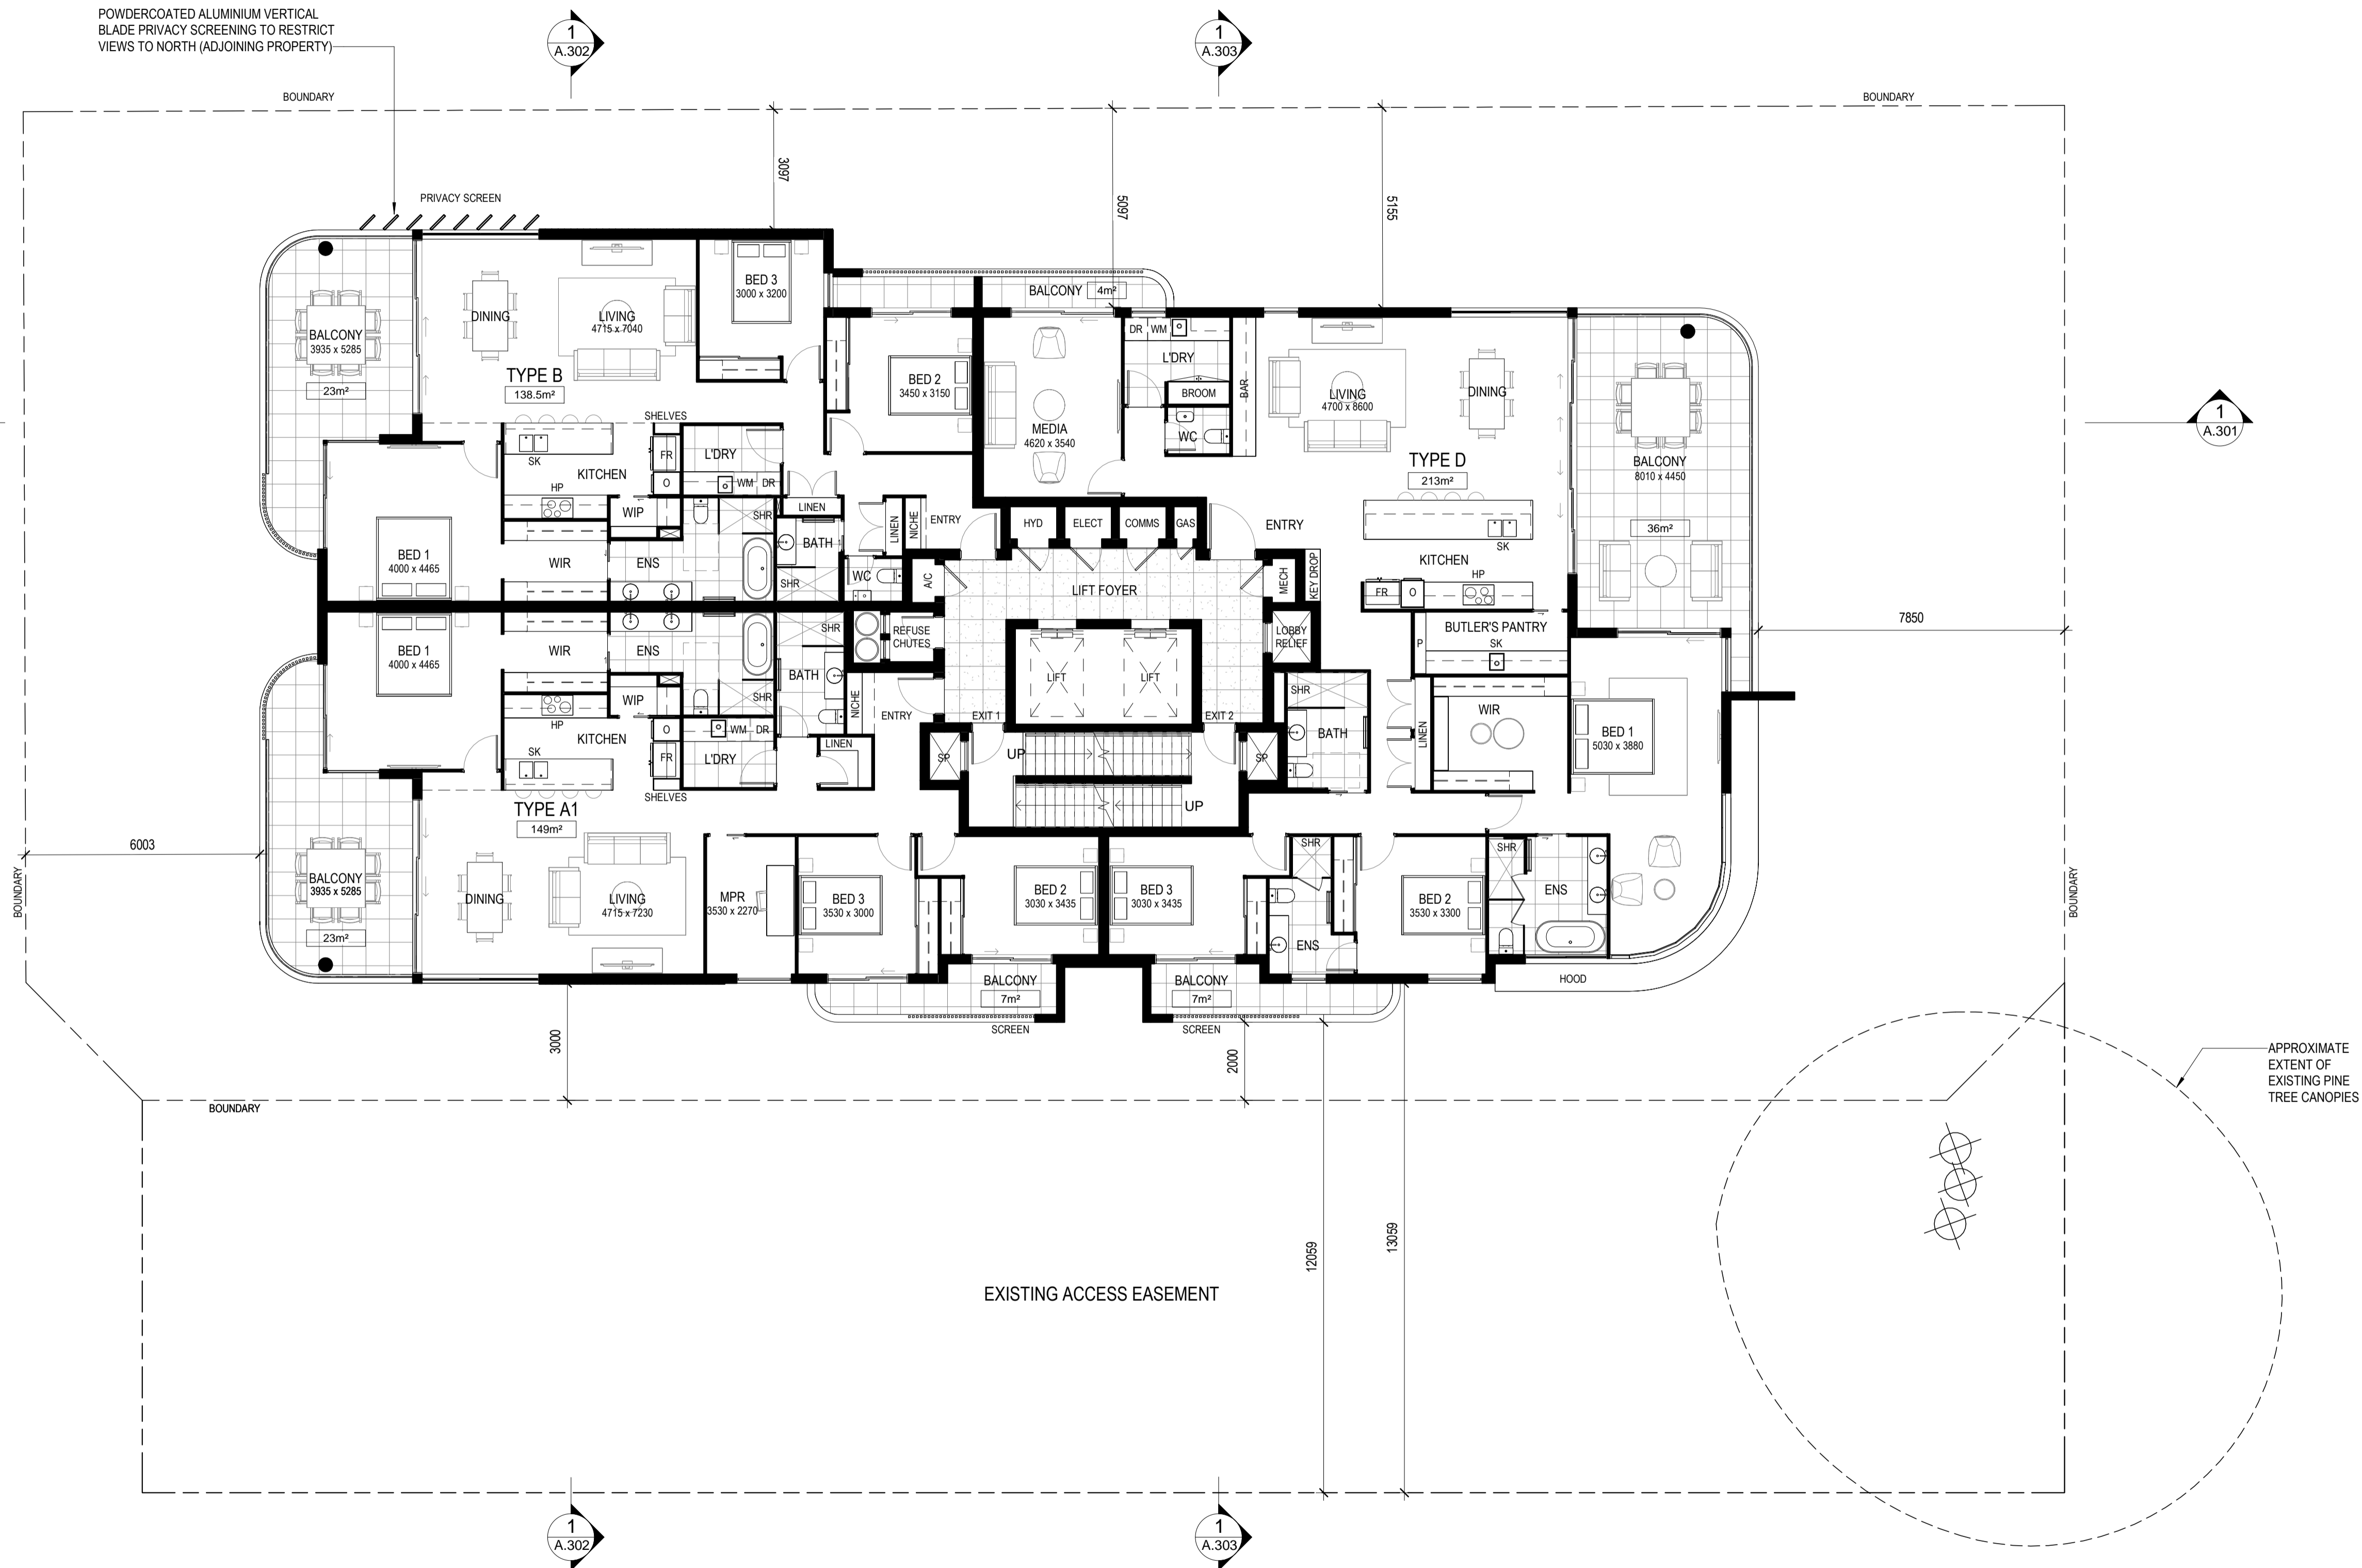 POWDERCOATED ALUMINIUM VERTICAL
BLADE PRIVACY SCREENING TO RESTRICT
VIEWS TO NORTH (ADJOINING PROPERTY)
1
A.302
1
A.303
BOUNDARY
BOUNDARY
3097
5097
5155
PRIVACY SCREEN
BALCONY
3935 x 5285
23m²
DINING
LIVING
4715 x 7040
BED 3
3000 x 3200
TYPE B
138.5m²
BED 2
3450 x 3150
BALCONY
4m²
MEDIA
4620 x 3540
DR
WM
L'DRY
BROOM
WC
BAR
LIVING
4700 x 8600
DINING
TYPE D
213m²
BALCONY
8010 x 4450
36m²
1
A.301
SHELVES
SK
KITCHEN
HP
FR
O
L'DRY
WM
DR
WIP
SHR
LINEN
BATH
SHR
LINEN
NICHE
ENTRY
WC
A/C
HYD
ELECT
COMMS
GAS
ENTRY
LIFT FOYER
MECH
KEY DROP
SK
KITCHEN
HP
FR
O
BED 1
4000 x 4465
WIR
ENS
BED 1
4000 x 4465
WIR
ENS
SHR
SHR
BATH
WIP
REFUSE
CHUTES
LIFT
LIFT
LOBBY
RELIEF
BUTLER'S PANTRY
SK
P
7850
HP
KITCHEN
SK
O
FR
WM
DR
L'DRY
SHELVES
NICHE
ENTRY
LINEN
EXIT 1
EXIT 2
SP
UP
SP
UP
SHR
BATH
LINEN
WIR
BED 1
5030 x 3880
TYPE A1
149m²
6003
BOUNDARY
BALCONY
3935 x 5285
23m²
DINING
LIVING
4715 x 7230
MPR
3530 x 2270
BED 3
3530 x 3000
BED 2
3030 x 3435
BED 3
3030 x 3435
SHR
ENS
BED 2
3530 x 3300
SHR
ENS
BOUNDARY
BALCONY
7m²
BALCONY
7m²
HOOD
SCREEN
SCREEN
3000
2000
BOUNDARY
APPROXIMATE
EXTENT OF
EXISTING PINE
TREE CANOPIES
12059
13059
EXISTING ACCESS EASEMENT
1
A.302
1
A.303